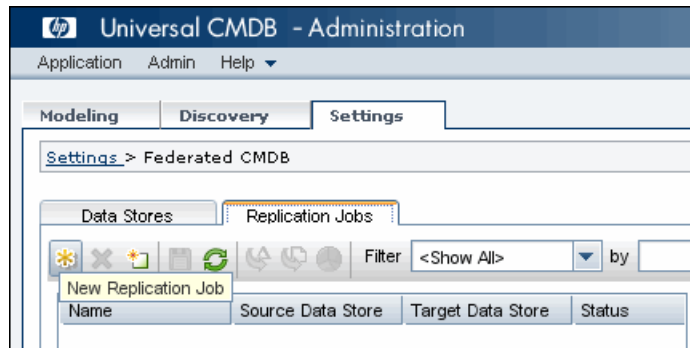 hp Universal CMDB – Administration
Application Admin Help
Modeling Discovery Settings
Settings > Federated CMDB
Data Stores Replication Jobs
Filter <Show All> by
New Replication Job
Name Source Data Store Target Data Store Status